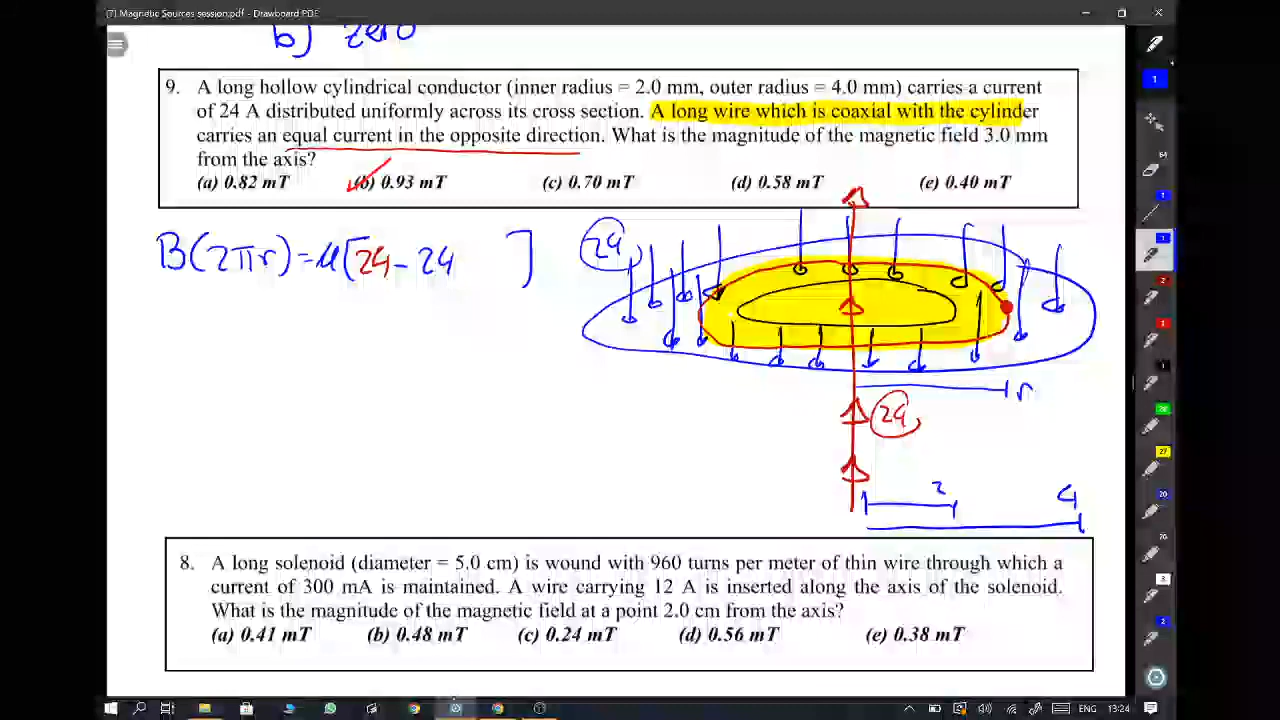 (7) Magnetic Sources session.pdf - Drawboard PDF
b) zero
9. A long hollow cylindrical conductor (inner radius = 2.0 mm, outer radius = 4.0 mm) carries a current
of 24 A distributed uniformly across its cross section. A long wire which is coaxial with the cylinder
carries an equal current in the opposite direction. What is the magnitude of the magnetic field 3.0 mm
from the axis?
(a) 0.82 mT (b) 0.93 mT (c) 0.70 mT (d) 0.58 mT (e) 0.40 mT
B(2πr)=μ[24-24 ]
24
r
24
2
4
8. A long solenoid (diameter = 5.0 cm) is wound with 960 turns per meter of thin wire through which a
current of 300 mA is maintained. A wire carrying 12 A is inserted along the axis of the solenoid.
What is the magnitude of the magnetic field at a point 2.0 cm from the axis?
(a) 0.41 mT (b) 0.48 mT (c) 0.24 mT (d) 0.56 mT (e) 0.38 mT
ENG 13:24